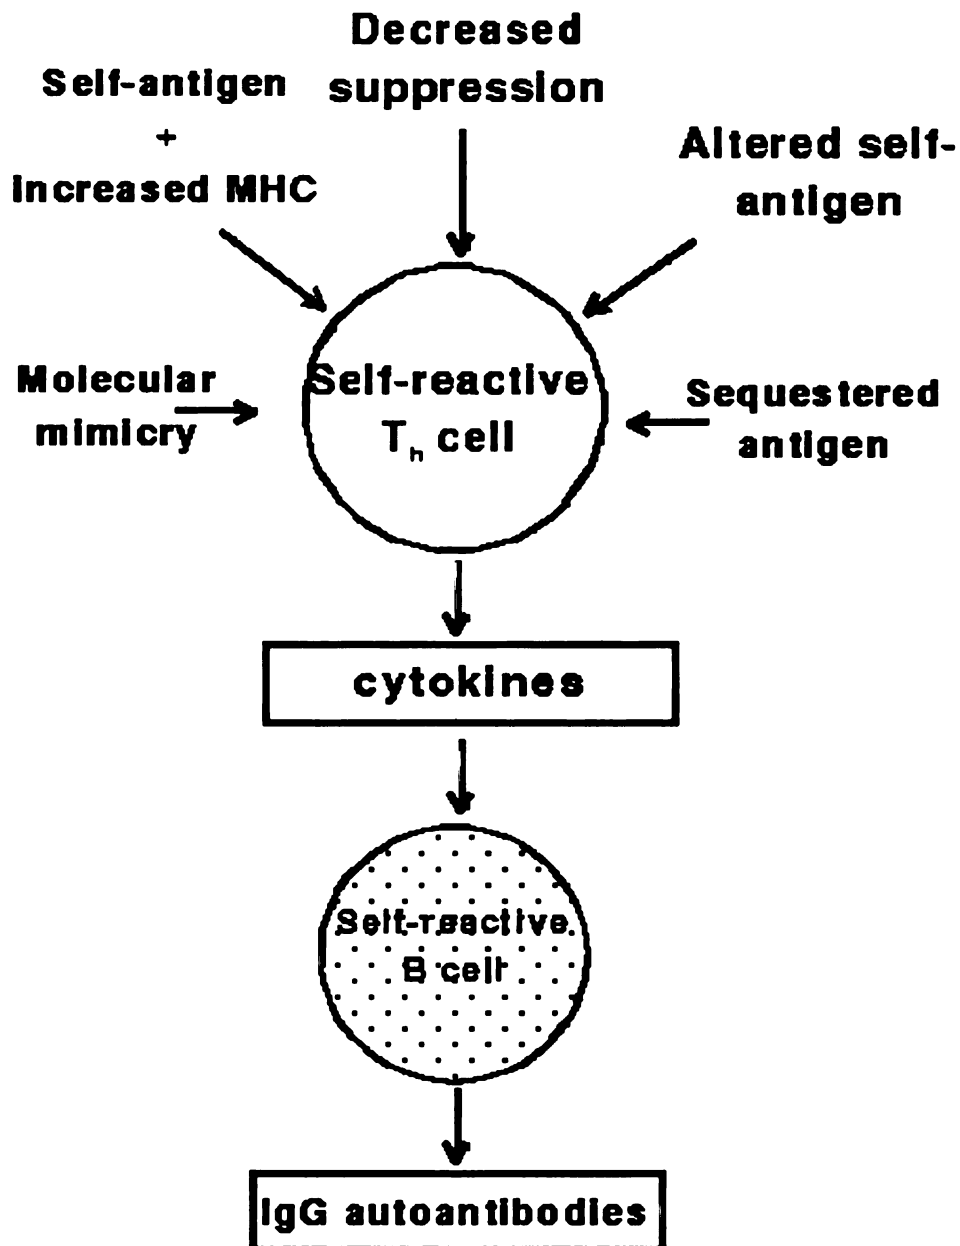 Decreased
suppression
Self-antigen
+
Increased MHC
Altered self-
antigen
Molecular
mimicry
Self-reactive
Th cell
Sequestered
antigen
cytokines
Self-reactive
B cell
IgG autoantibodies